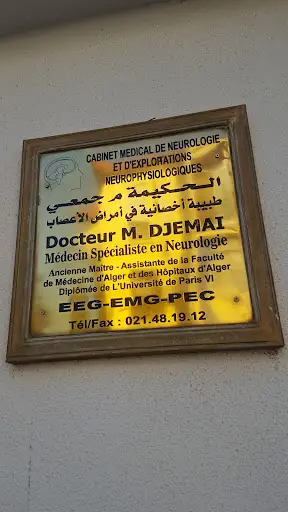 CABINET MEDICAL DE NEUROLOGIE
ET D'EXPLORATIONS
NEUROPHYSIOLOGIQUES
الحكيمة م جمعي
طبيبة أخصائية في أمراض الأعصاب
Docteur M. DJEMAI
Médecin Spécialiste en Neurologie
Ancienne Maître - Assistante de la Faculté
de Médecine d'Alger et des Hôpitaux d'Alger
Diplômée de L'Université de Paris VI
EEG-EMG-PEC
Tél/Fax : 021.48.19.12